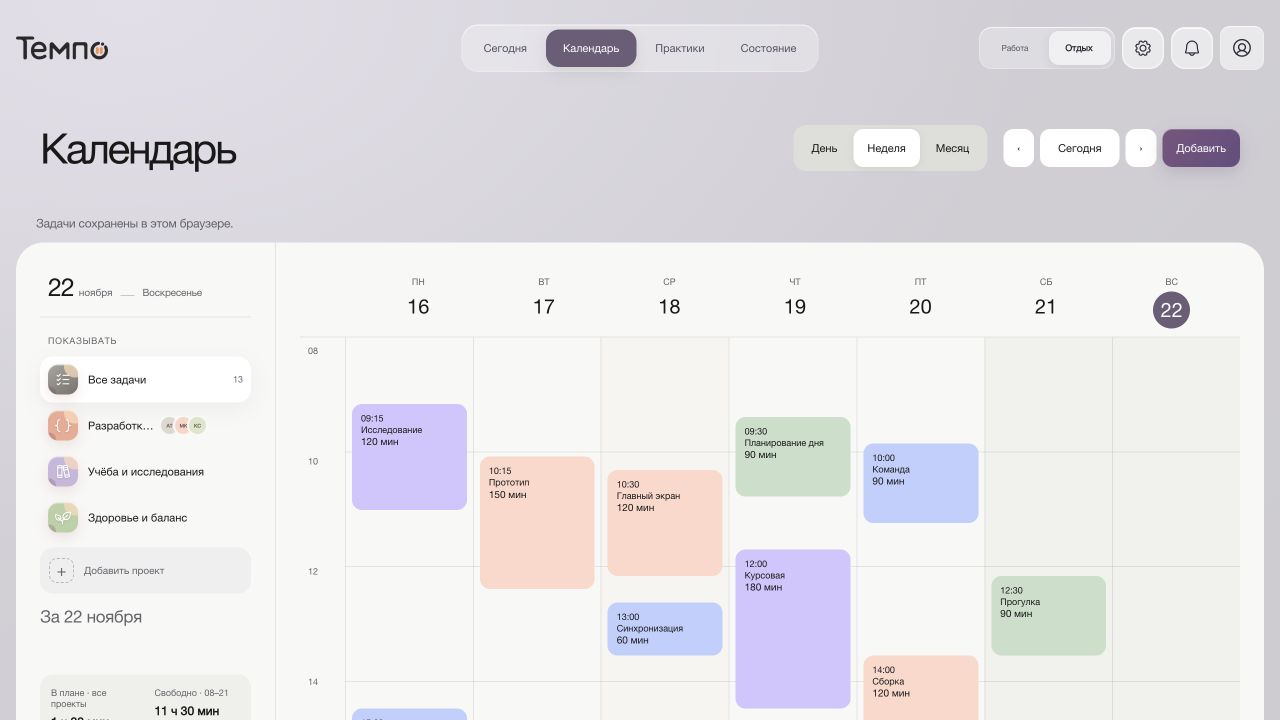 Темпо
Сегодня
Календарь
Практики
Состояние
Работа
Отдых
Календарь
День
Неделя
Месяц
‹
Сегодня
›
Добавить
Задачи сохранены в этом браузере.
22 ноября — Воскресенье
ПОКАЗЫВАТЬ
Все задачи 13
Разработк... АТ МК КС
Учёба и исследования
Здоровье и баланс
+ Добавить проект
За 22 ноября
В плане · все
проекты
Свободно · 08–21
11 ч 30 мин
ПН ВТ СР ЧТ ПТ СБ ВС
16 17 18 19 20 21 22
08
10
12
14
09:15
Исследование
120 мин
10:15
Прототип
150 мин
10:30
Главный экран
120 мин
13:00
Синхронизация
60 мин
09:30
Планирование дня
90 мин
12:00
Курсовая
180 мин
10:00
Команда
90 мин
14:00
Сборка
120 мин
12:30
Прогулка
90 мин